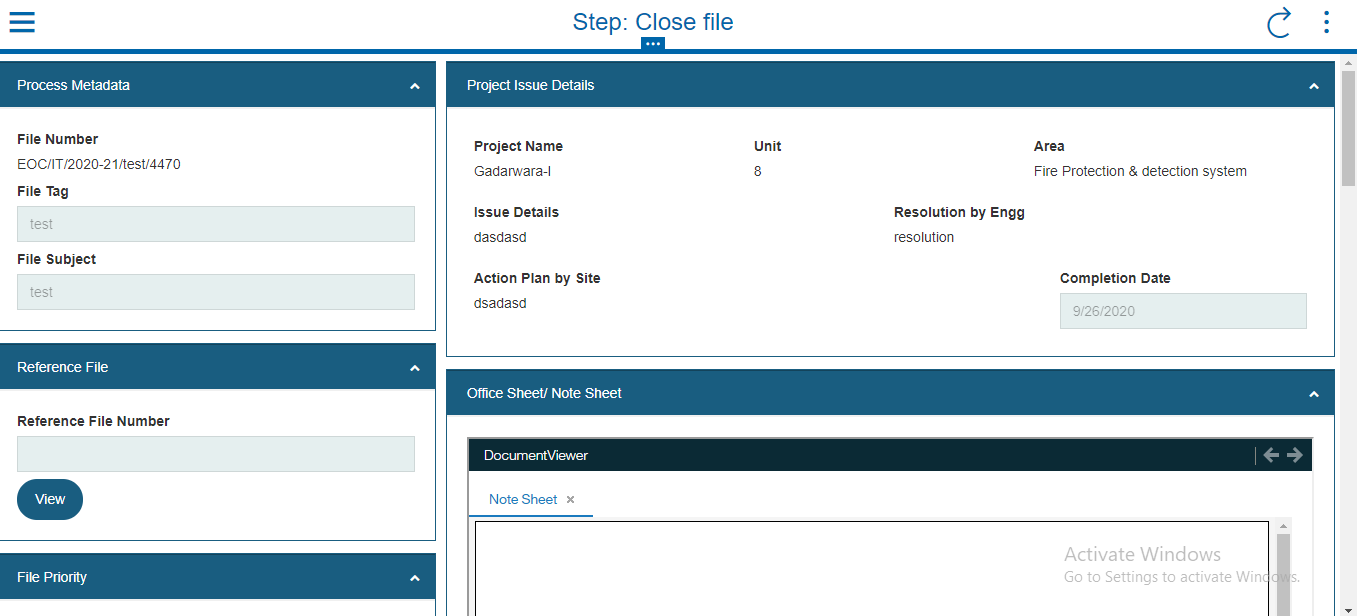 Step: Close file
Process Metadata
File Number
EOC/IT/2020-21/test/4470
File Tag
test
File Subject
test
Reference File
Reference File Number
View
File Priority
Project Issue Details
Project Name Unit Area
Gadarwara-I 8 Fire Protection & detection system
Issue Details Resolution by Engg
dasdasd resolution
Action Plan by Site Completion Date
dsadasd
9/26/2020
Office Sheet/ Note Sheet
DocumentViewer
Note Sheet
Activate Windows
Go to Settings to activate Windows.